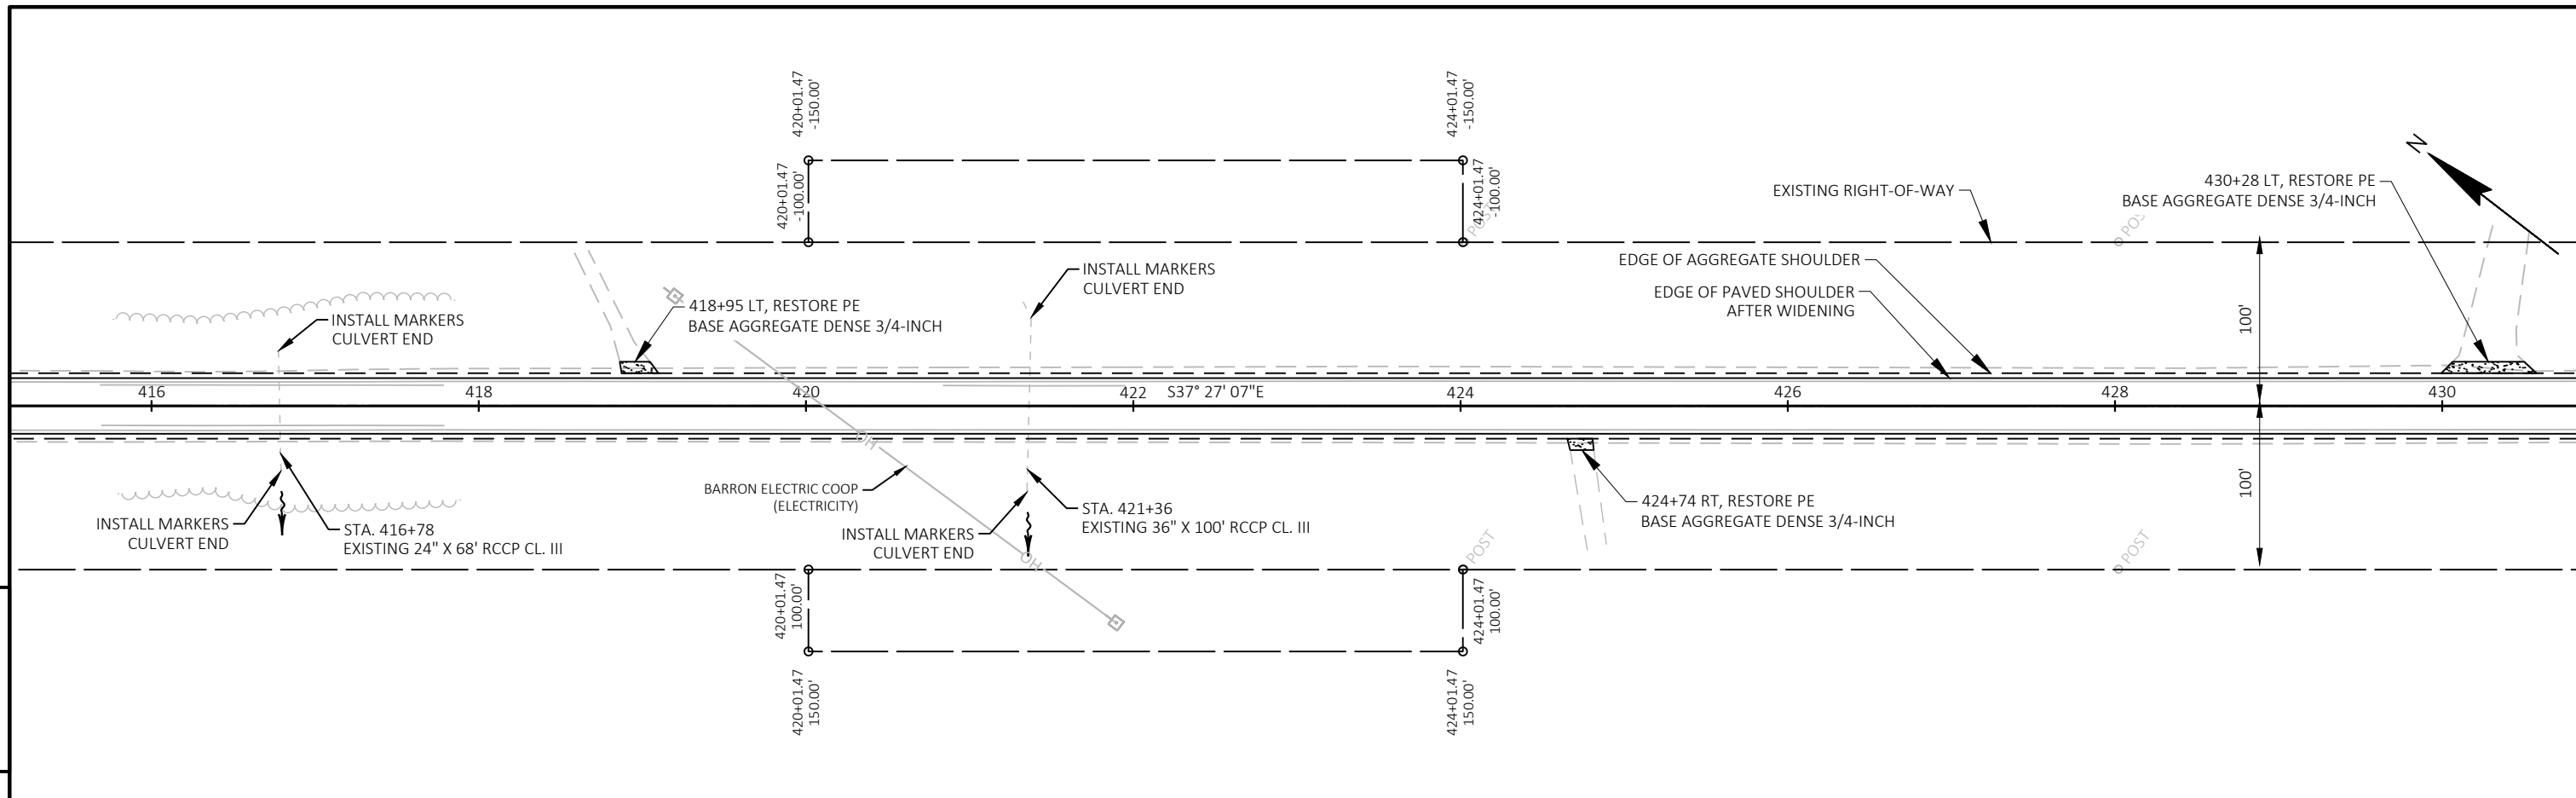 420+01.47
-150.00'
424+01.47
-150.00'
420+01.47
-100.00'
424+01.47
-100.00'
POST
EXISTING RIGHT-OF-WAY
N
430+28 LT, RESTORE PE
BASE AGGREGATE DENSE 3/4-INCH
POST
INSTALL MARKERS
CULVERT END
EDGE OF AGGREGATE SHOULDER
EDGE OF PAVED SHOULDER
AFTER WIDENING
418+95 LT, RESTORE PE
BASE AGGREGATE DENSE 3/4-INCH
INSTALL MARKERS
CULVERT END
100'
416
418
420
422
S37° 27' 07"E
424
426
428
430
OH
100'
BARRON ELECTRIC COOP
(ELECTRICITY)
STA. 421+36
EXISTING 36" X 100' RCCP CL. III
424+74 RT, RESTORE PE
BASE AGGREGATE DENSE 3/4-INCH
INSTALL MARKERS
CULVERT END
STA. 416+78
EXISTING 24" X 68' RCCP CL. III
INSTALL MARKERS
CULVERT END
OH
POST
POST
420+01.47
100.00'
424+01.47
100.00'
420+01.47
150.00'
424+01.47
150.00'